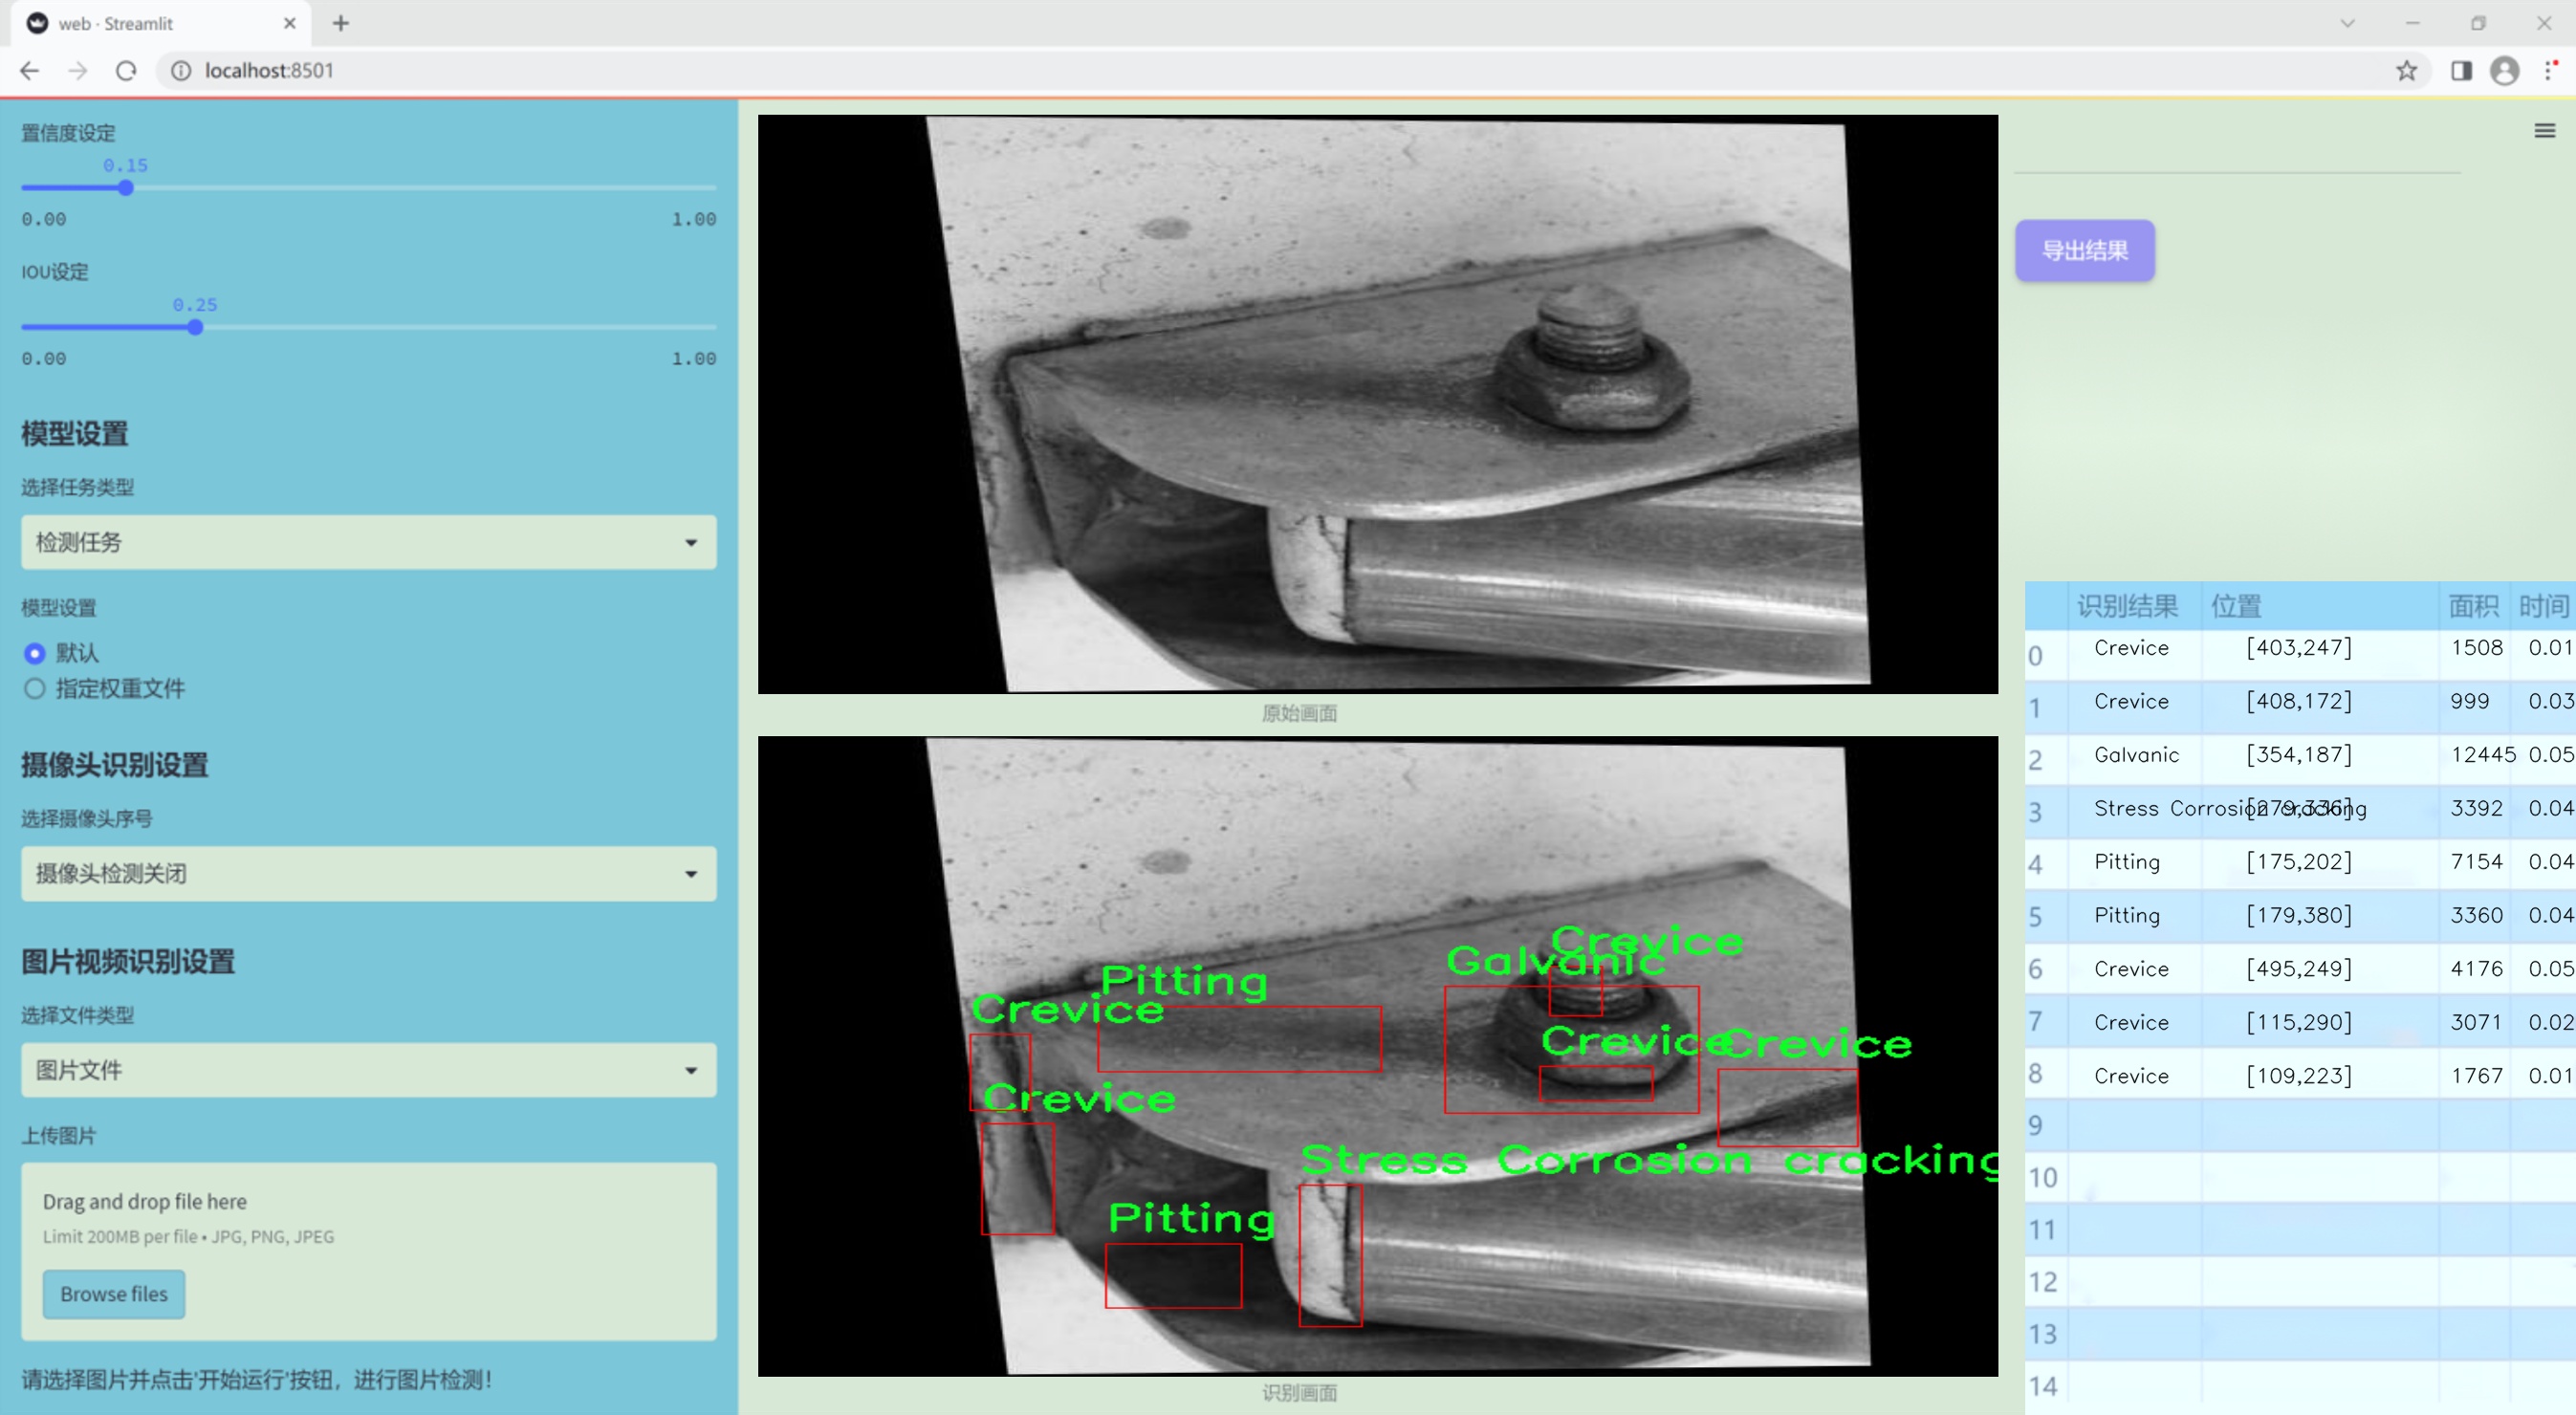 web · Streamlit
localhost:8501
置信度设定
0.15
0.00 1.00
IOU设定
0.25
0.00 1.00
模型设置
选择任务类型
检测任务
模型设置
默认
指定权重文件
摄像头识别设置
选择摄像头序号
摄像头检测关闭
图片视频识别设置
选择文件类型
图片文件
上传图片
Drag and drop file here
Limit 200MB per file • JPG, PNG, JPEG
Browse files
请选择图片并点击'开始运行'按钮，进行图片检测！
原始画面
Crevice
Galvanic
Pitting
Crevice
Crevice
Crevice
Crevice
Stress Corrosion cracking
Pitting
识别画面
导出结果
识别结果 位置 面积 时间
0 Crevice [403,247] 1508 0.01
1 Crevice [408,172] 999 0.03
2 Galvanic [354,187] 12445 0.05
3 Stress Corrosion cracking [279,336] 3392 0.04
4 Pitting [175,202] 7154 0.04
5 Pitting [179,380] 3360 0.04
6 Crevice [495,249] 4176 0.05
7 Crevice [115,290] 3071 0.02
8 Crevice [109,223] 1767 0.01
9
10
11
12
13
14